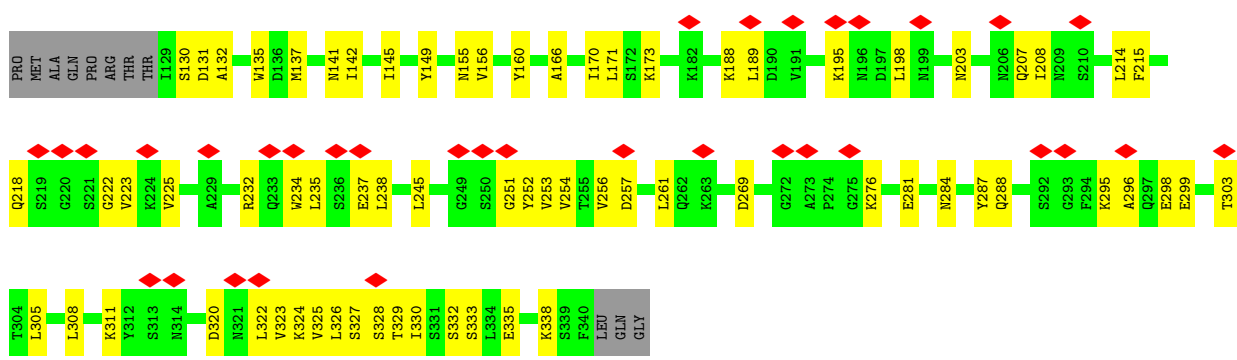 PRO MET ALA GLN PRO ARG THR THR I129 S130 D131 A132 W135 D136 M137 N141 I142 I145 Y149 N155 V156 Y160 A166 I170 L171 S172 K173 K182 K188 L189 D190 V191 K195 N196 D197 L198 N199 N203 N206 Q207 I208 N209 S210 L214 F215
Q218 S219 G220 S221 G222 V223 K224 V225 A229 R232 Q233 W234 L235 S236 E237 L238 L245 G249 S250 G251 Y252 V253 V254 T255 V256 D257 L261 Q262 K263 D269 G272 A273 P274 G275 K276 E281 N284 Y287 Q288 S292 G293 F294 K295 A296 Q297 E298 E299 T303
T304 L305 L308 K311 Y312 S313 N314 D320 N321 L322 V323 K324 V325 L326 S327 S328 T329 I330 S331 S332 S333 L334 E335 K338 S339 F340 LEU GLN GLY